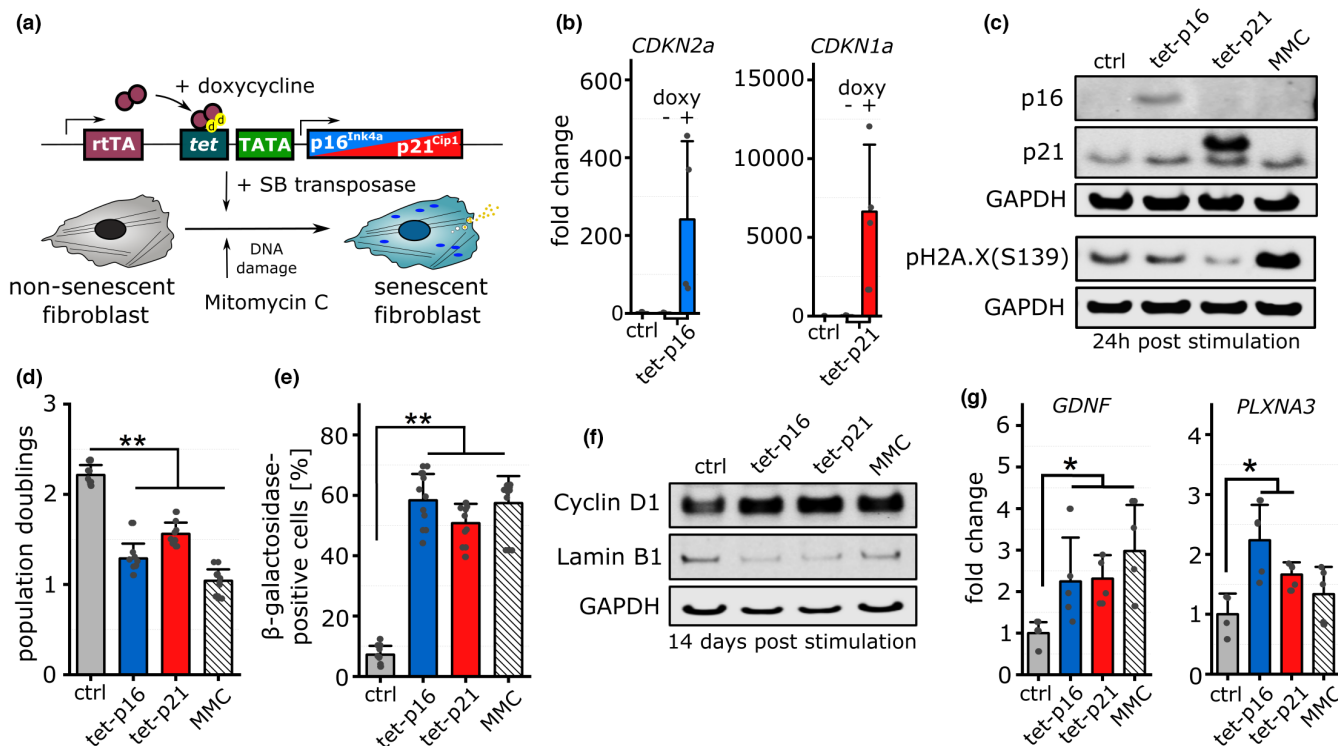 (a)
+ doxycycline
d d
rtTA tet TATA p16Ink4a p21Cip1
+ SB transposase
DNA
damage
Mitomycin C
non-senescent
fibroblast
senescent
fibroblast
(b)
CDKN2a CDKN1a
fold change
600
400
200
0
doxy
- +
ctrl
tet-p16
15000
10000
5000
0
doxy
- +
ctrl
tet-p21
(c)
ctrl tet-p16 tet-p21 MMC
p16
p21
GAPDH
pH2A.X(S139)
GAPDH
24h post stimulation
(d)
population doublings
3
2
1
0
**
ctrl tet-p16 tet-p21 MMC
(e)
β-galactosidase-
positive cells [%]
80
60
40
20
0
**
ctrl tet-p16 tet-p21 MMC
(f)
ctrl tet-p16 tet-p21 MMC
Cyclin D1
Lamin B1
GAPDH
14 days post stimulation
(g)
GDNF PLXNA3
fold change
6
5
4
3
2
1
0
*
ctrl tet-p16 tet-p21 MMC
4
3
2
1
0
*
ctrl tet-p16 tet-p21 MMC